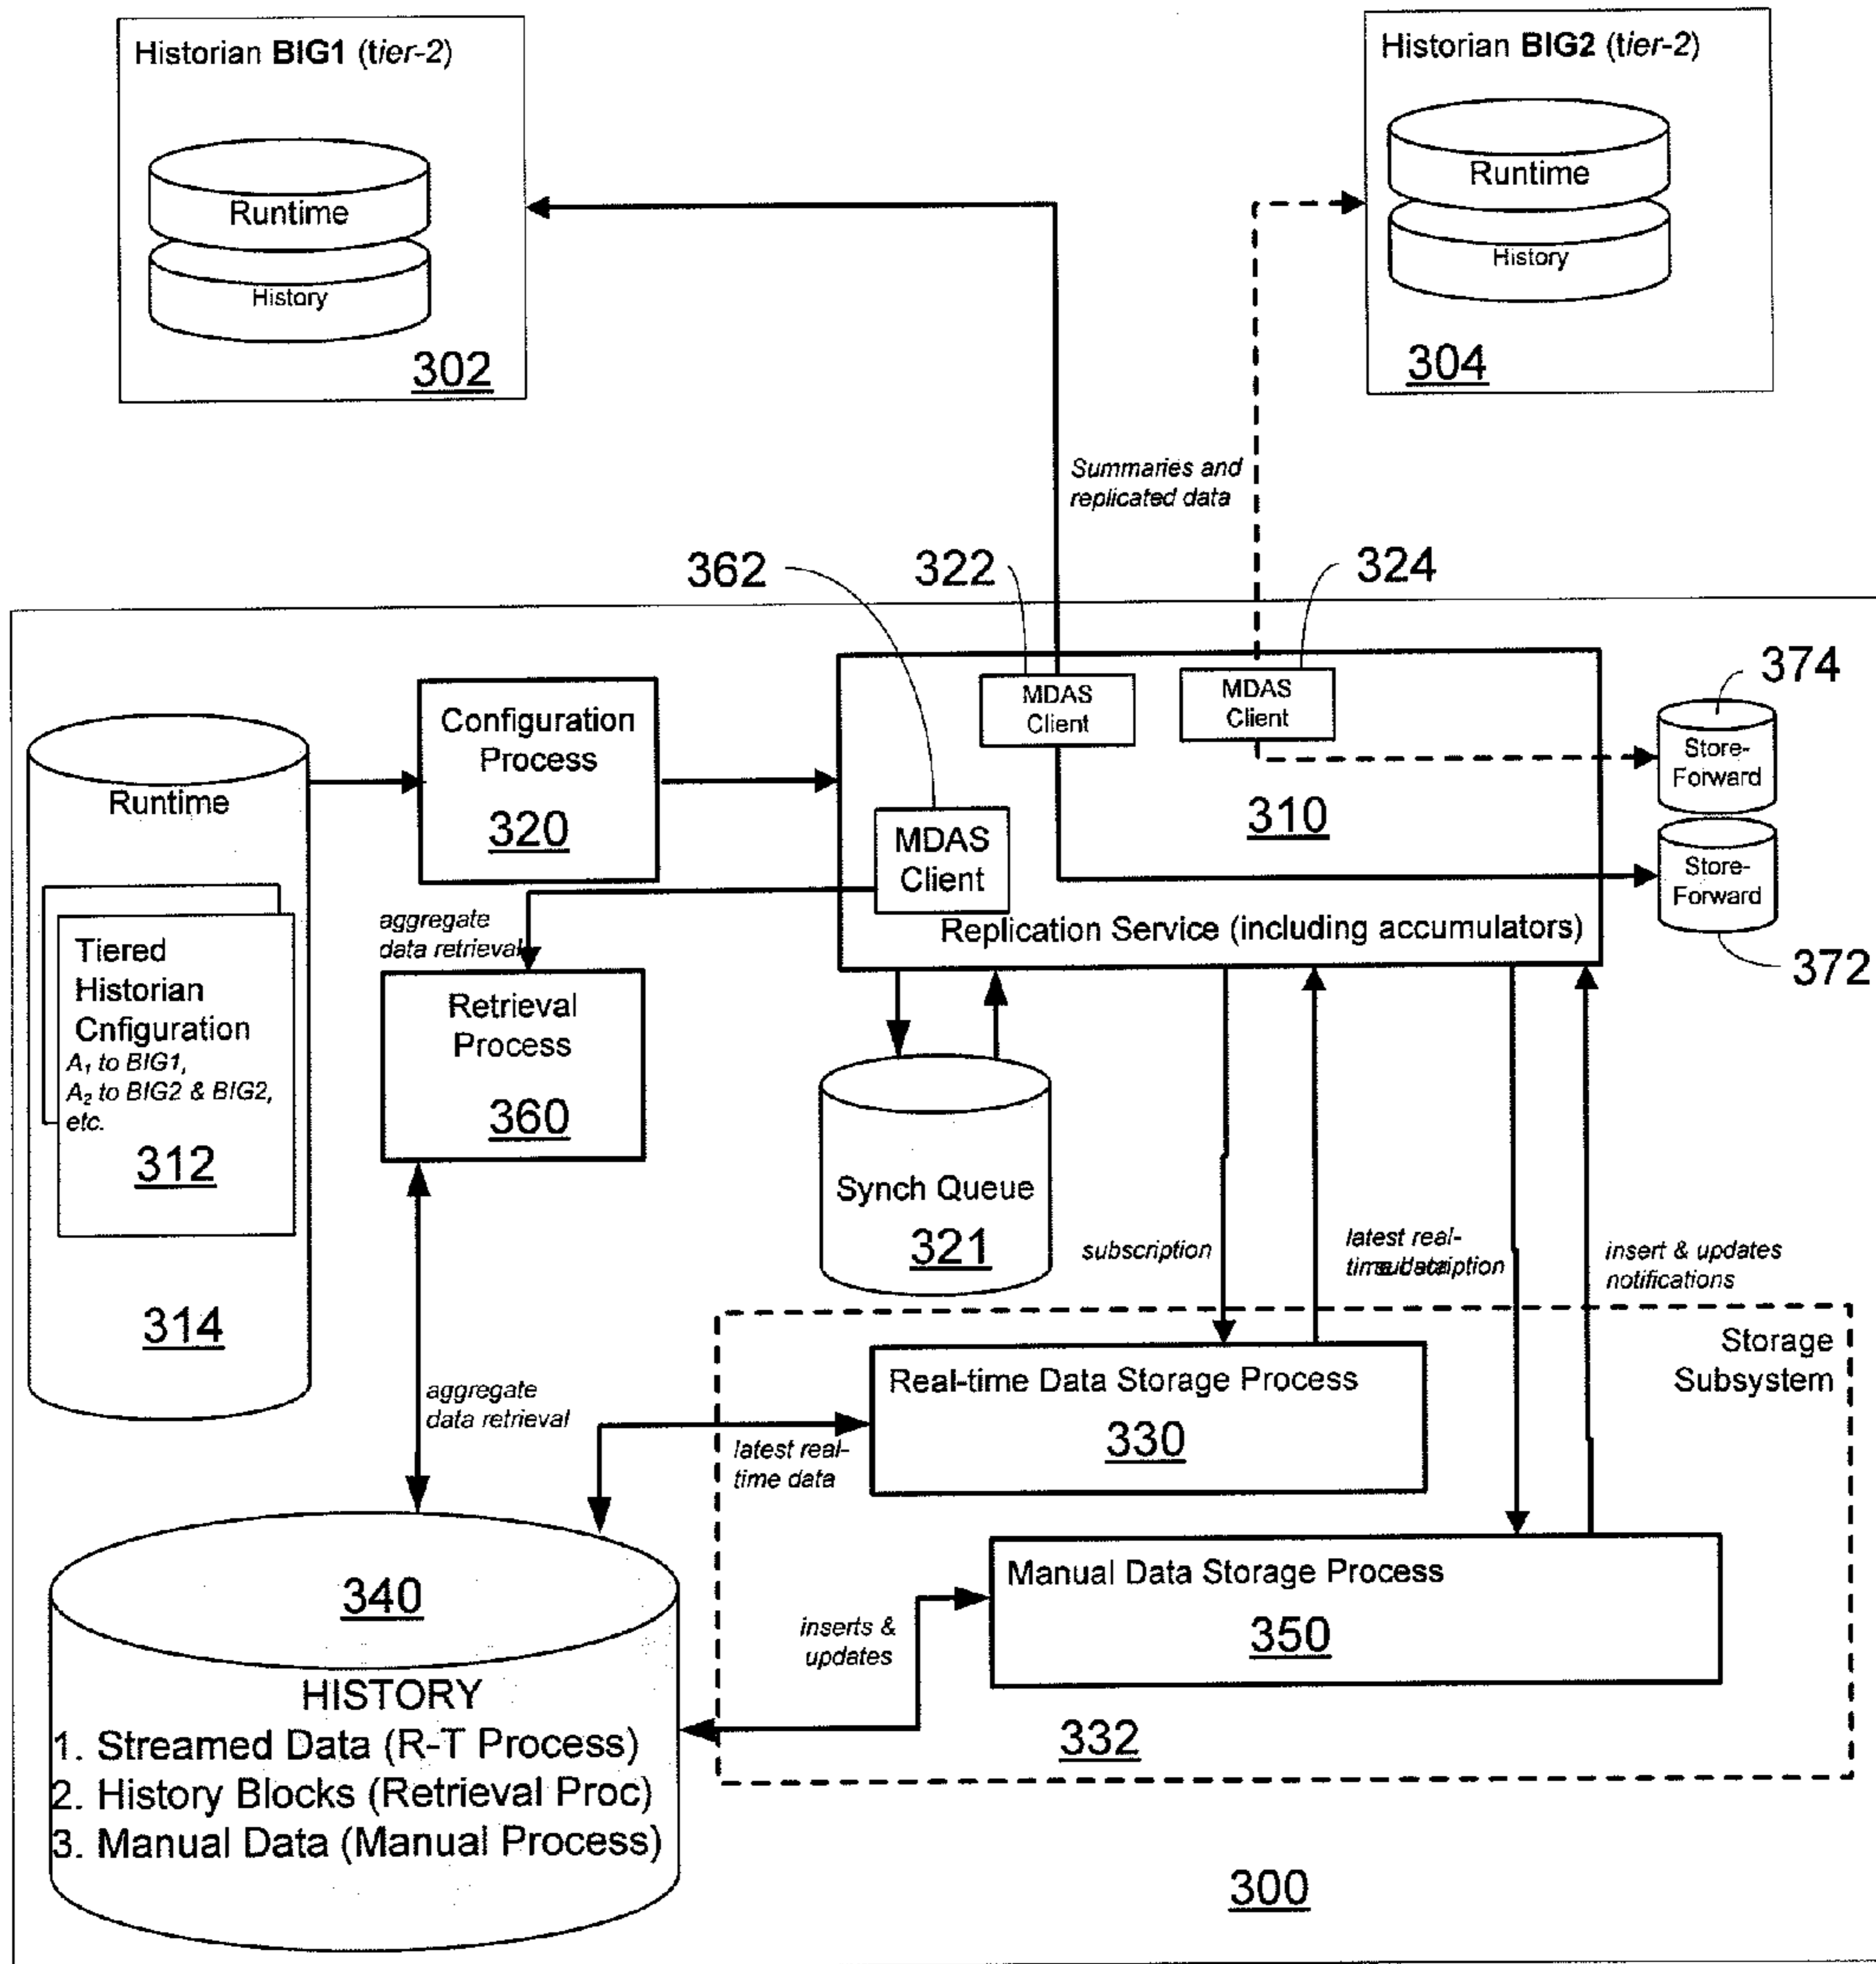 Historian BIG1 (tier-2)
Runtime
History
302
Historian BIG2 (tier-2)
Runtime
History
304
Summaries and
replicated data
362
322
324
374
372
Runtime
Tiered
Historian
Cnfiguration
A₁ to BIG1,
A₂ to BIG2 & BIG2,
etc.
312
314
Configuration
Process
320
MDAS
Client
MDAS
Client
MDAS
Client
310
Replication Service (including accumulators)
Store-
Forward
Store-
Forward
aggregate
data retrieval
Retrieval
Process
360
Synch Queue
321
subscription
latest real-
time data
subscription
insert & updates
notifications
Storage
Subsystem
Real-time Data Storage Process
330
aggregate
data retrieval
latest real-
time data
Manual Data Storage Process
350
inserts &
updates
332
340
HISTORY
1. Streamed Data (R-T Process)
2. History Blocks (Retrieval Proc)
3. Manual Data (Manual Process)
300